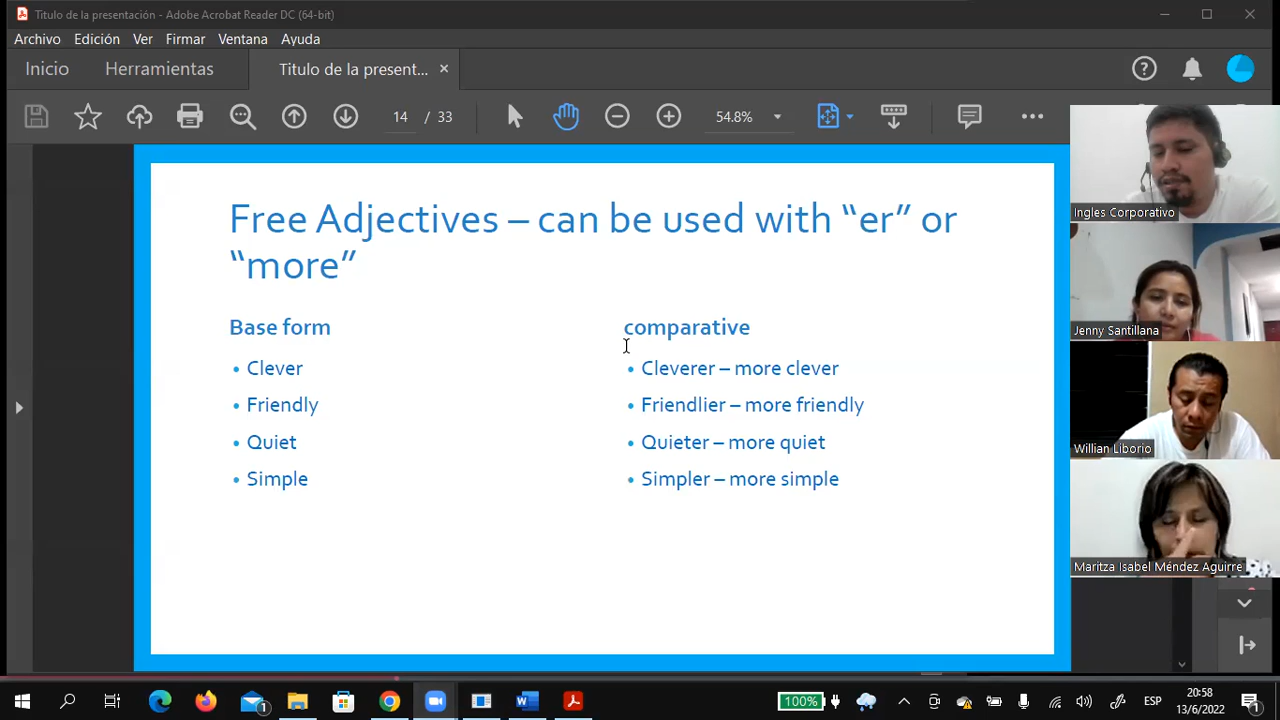 Titulo de la presentación - Adobe Acrobat Reader DC (64-bit)
Archivo Edición Ver Firmar Ventana Ayuda
Inicio Herramientas Titulo de la present... ×
14 / 33 54.8%
Free Adjectives – can be used with “er” or
“more”
Base form
• Clever
• Friendly
• Quiet
• Simple
comparative
• Cleverer – more clever
• Friendlier – more friendly
• Quieter – more quiet
• Simpler – more simple
Ingles Corporativo
Jenny Santillana
Willian Liborio
Maritza Isabel Méndez Aguirre
1
100% ESP 20:58
13/6/2022 1